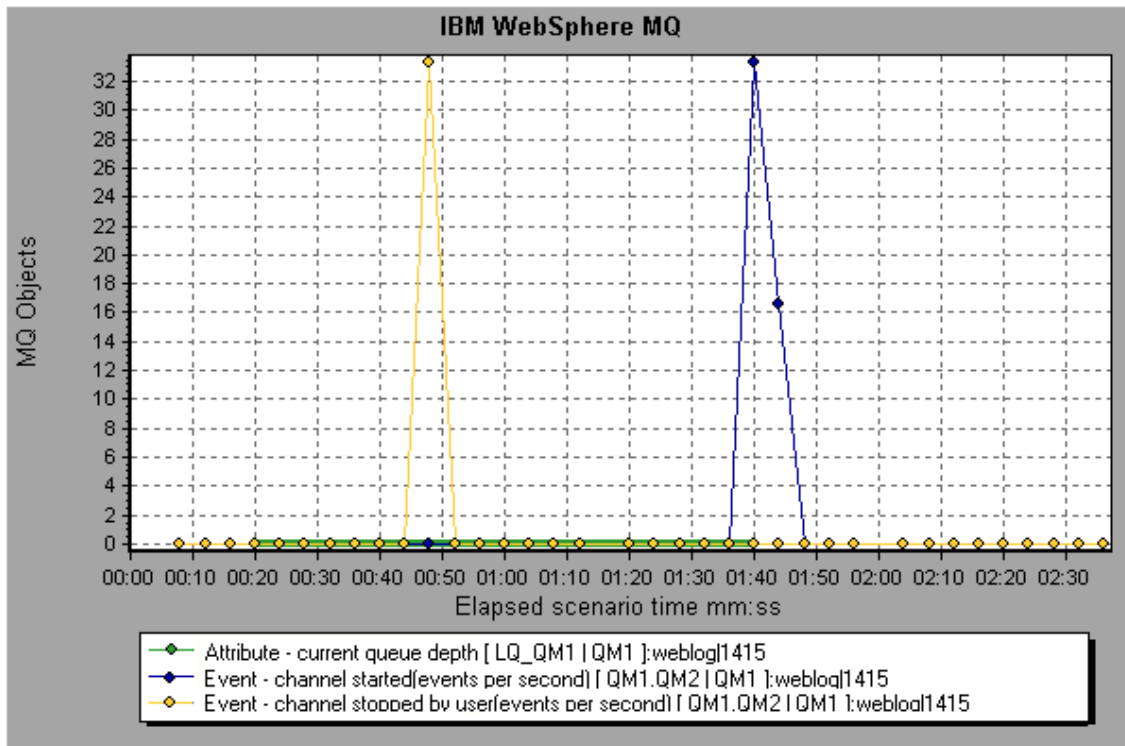 IBM WebSphere MQ
32
30
28
26
24
22
20
18
16
14
12
10
8
6
4
2
0
MQ Objects
00:00 00:10 00:20 00:30 00:40 00:50 01:00 01:10 01:20 01:30 01:40 01:50 02:00 02:10 02:20 02:30
Elapsed scenario time mm:ss
Attribute - current queue depth [ LQ_QM1 | QM1 ]:weblog|1415
Event - channel started(events per second) [ QM1.QM2 | QM1 ]:weblog|1415
Event - channel stopped by user(events per second) [ QM1.QM2 | QM1 ]:weblog|1415